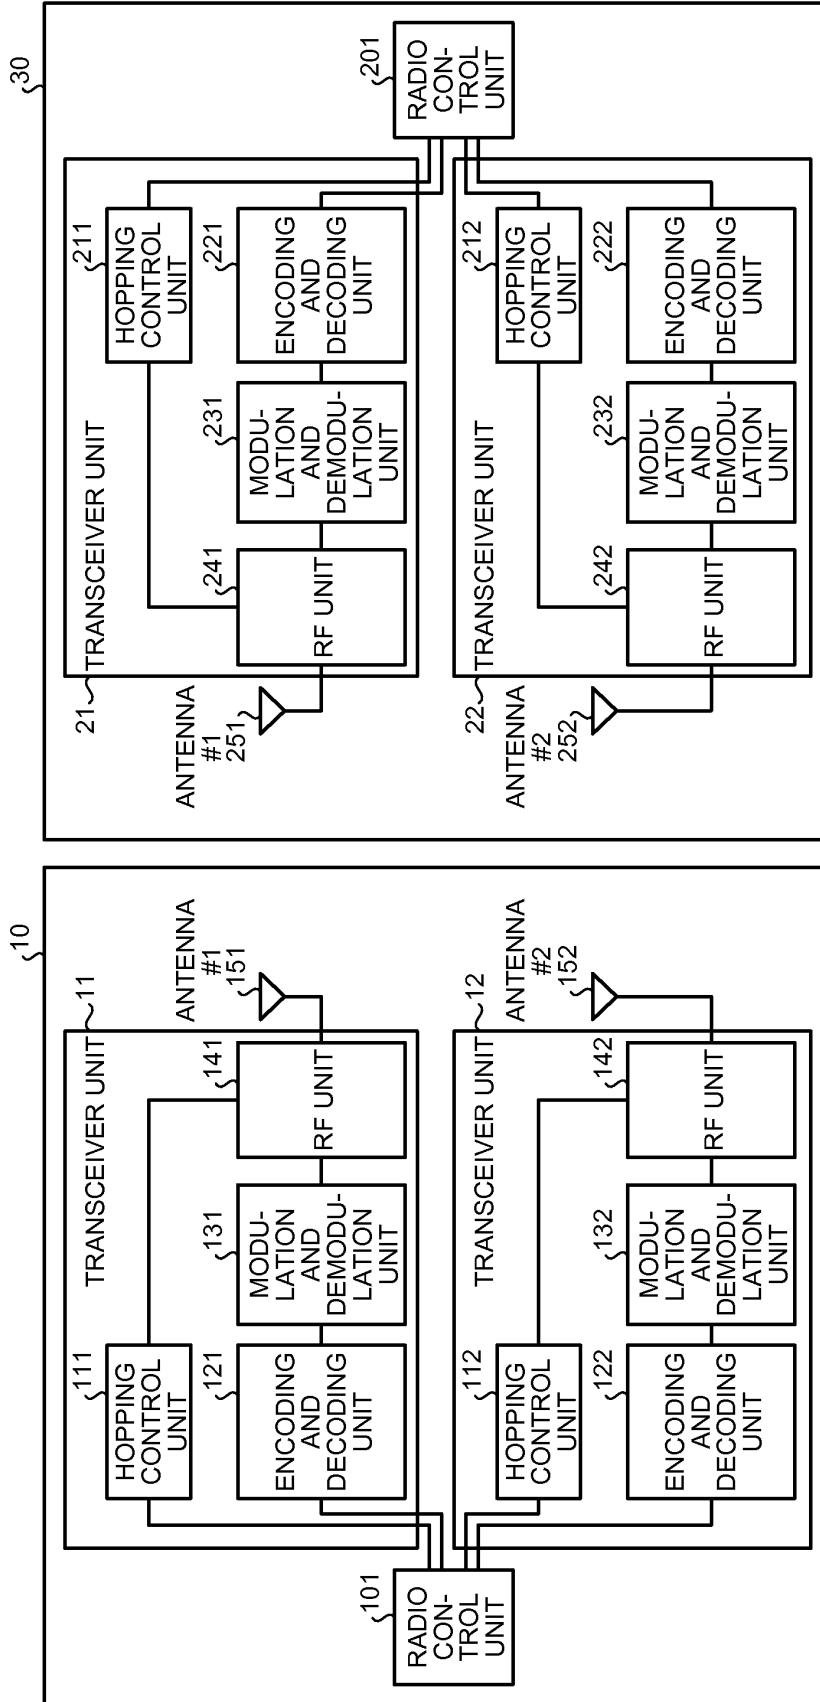 10
TRANSCEIVER UNIT
11
111
HOPPING
CONTROL
UNIT
121
ENCODING
AND
DECODING
UNIT
131
MODU-
LATION
AND
DEMODU-
LATION
UNIT
141
RF UNIT
ANTENNA
#1
151
101
RADIO
CON-
TROL
UNIT
TRANSCEIVER UNIT
12
112
HOPPING
CONTROL
UNIT
122
ENCODING
AND
DECODING
UNIT
132
MODU-
LATION
AND
DEMODU-
LATION
UNIT
142
RF UNIT
ANTENNA
#2
152
30
21
TRANSCEIVER UNIT
ANTENNA
#1
251
241
RF UNIT
231
MODU-
LATION
AND
DEMODU-
LATION
UNIT
221
ENCODING
AND
DECODING
UNIT
211
HOPPING
CONTROL
UNIT
201
RADIO
CON-
TROL
UNIT
22
TRANSCEIVER UNIT
ANTENNA
#2
252
242
RF UNIT
232
MODU-
LATION
AND
DEMODU-
LATION
UNIT
222
ENCODING
AND
DECODING
UNIT
212
HOPPING
CONTROL
UNIT